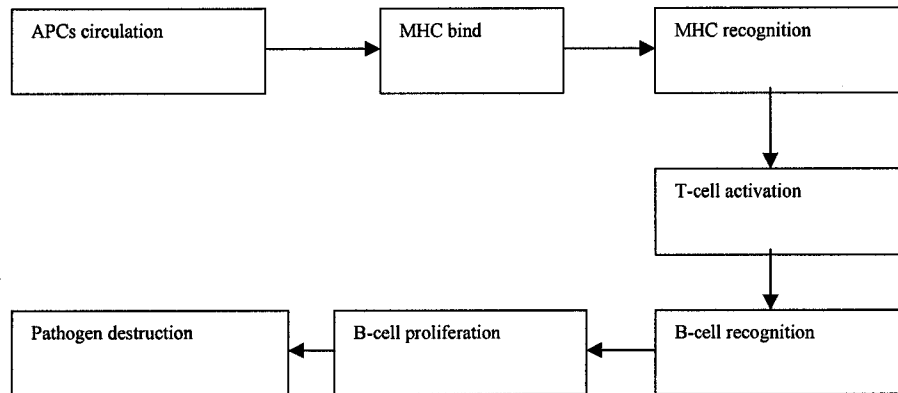 APCs circulation
MHC bind
MHC recognition
T-cell activation
B-cell recognition
B-cell proliferation
Pathogen destruction